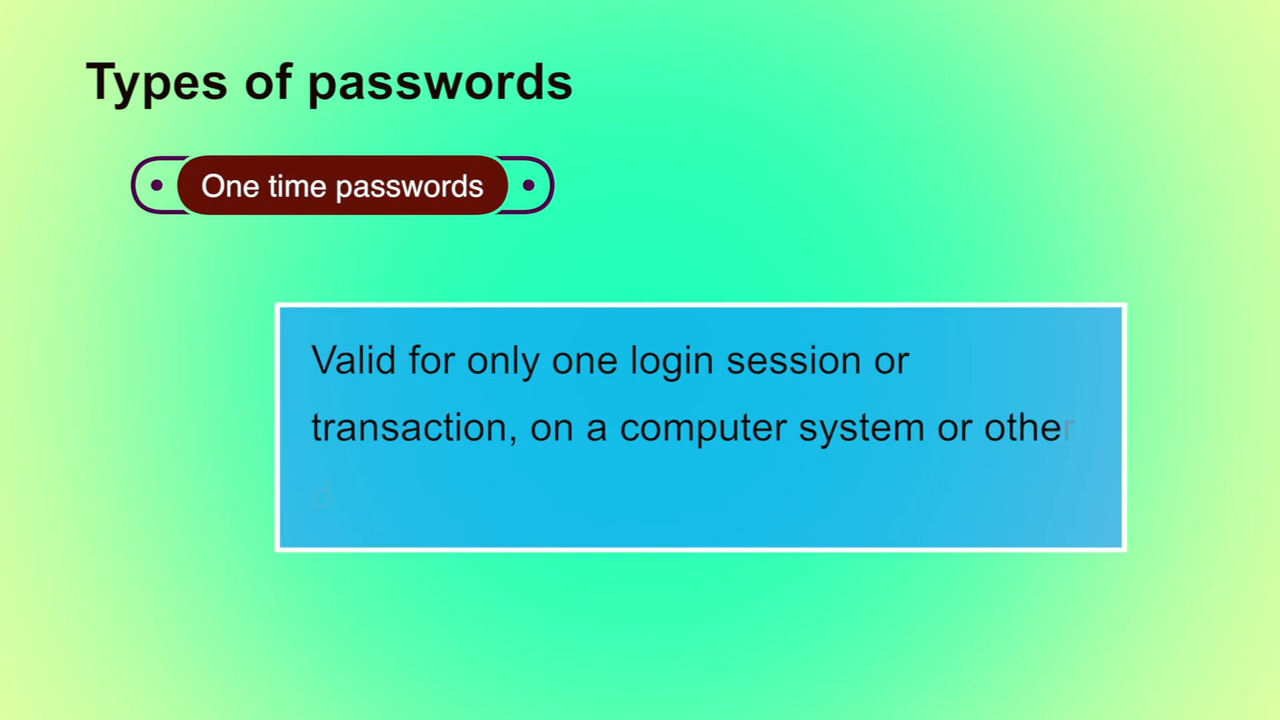 Types of passwords
One time passwords
Valid for only one login session or
transaction, on a computer system or other